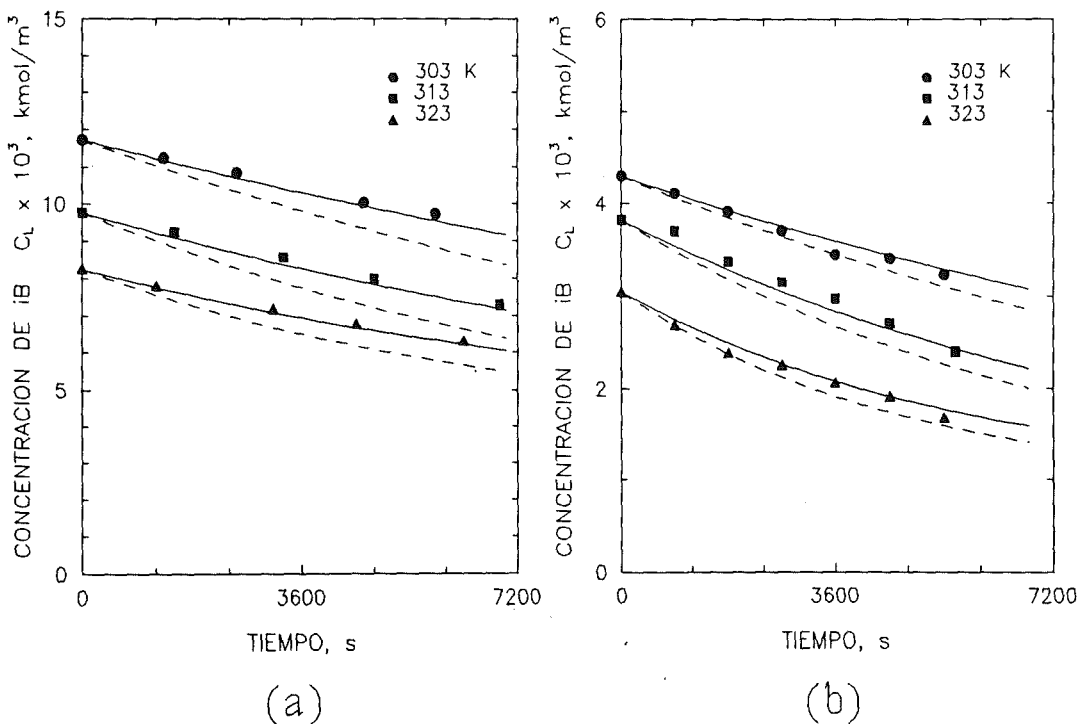 CONCENTRACION DE iB C_L × 10³, kmol/m³
15
10
5
0
303 K
313
323
0
3600
7200
TIEMPO, s
(a)
CONCENTRACION DE iB C_L × 10³, kmol/m³
6
4
2
0
303 K
313
323
0
3600
7200
TIEMPO, s
(b)